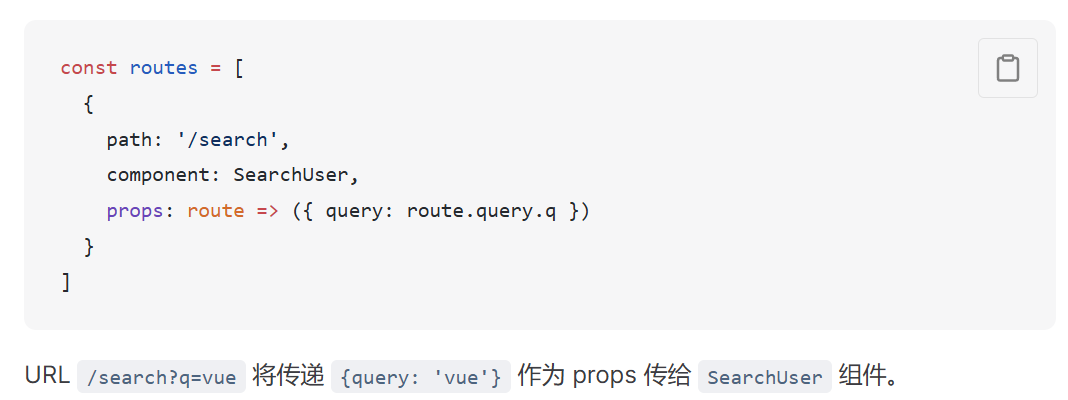 const routes = [
  {
    path: '/search',
    component: SearchUser,
    props: route => ({ query: route.query.q })
  }
]
URL /search?q=vue 将传递 {query: 'vue'} 作为 props 传给 SearchUser 组件。